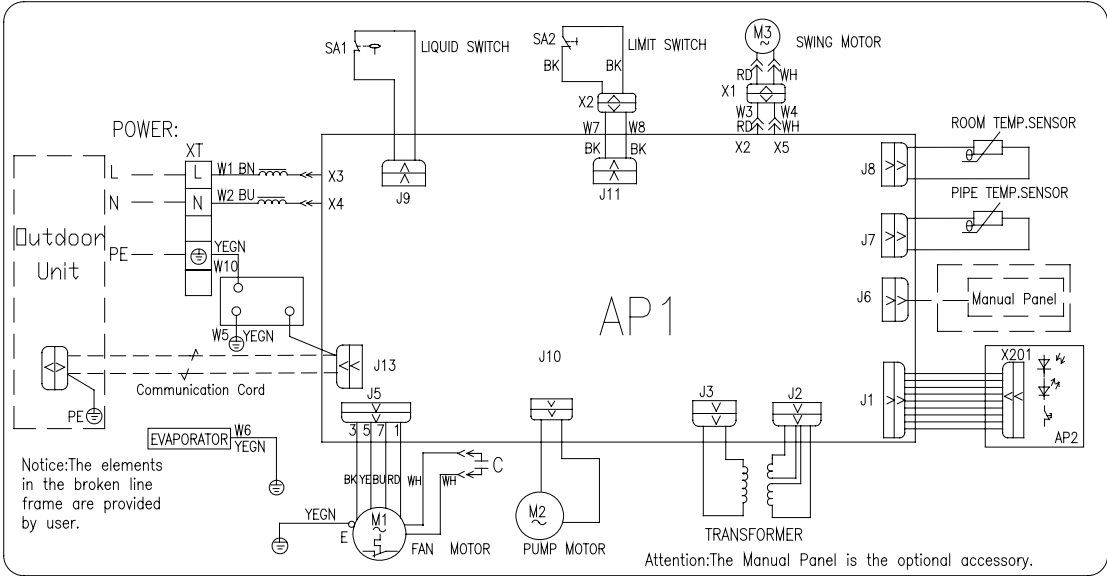 SA1
LIQUID SWITCH
SA2
LIMIT SWITCH
BK
BK
M3
~
SWING MOTOR
RD
WH
X1
X2
W3
W4
RD
WH
X2
X5
W7
W8
BK
BK
POWER:
XT
L
L
W1 BN
X3
N
N
W2 BU
X4
J9
J11
Outdoor
Unit
PE
YEGN
W10
W5
YEGN
J8
ROOM TEMP.SENSOR
J7
PIPE TEMP.SENSOR
J6
Manual Panel
AP1
J13
Communication Cord
PE
J10
J5
3 5 7 1
J3
J2
J1
X201
AP2
EVAPORATOR
W6
YEGN
BK
YE
BU
RD
WH
WH
C
Notice:The elements
in the broken line
frame are provided
by user.
YEGN
E
M1
~
FAN MOTOR
M2
~
PUMP MOTOR
TRANSFORMER
Attention:The Manual Panel is the optional accessory.